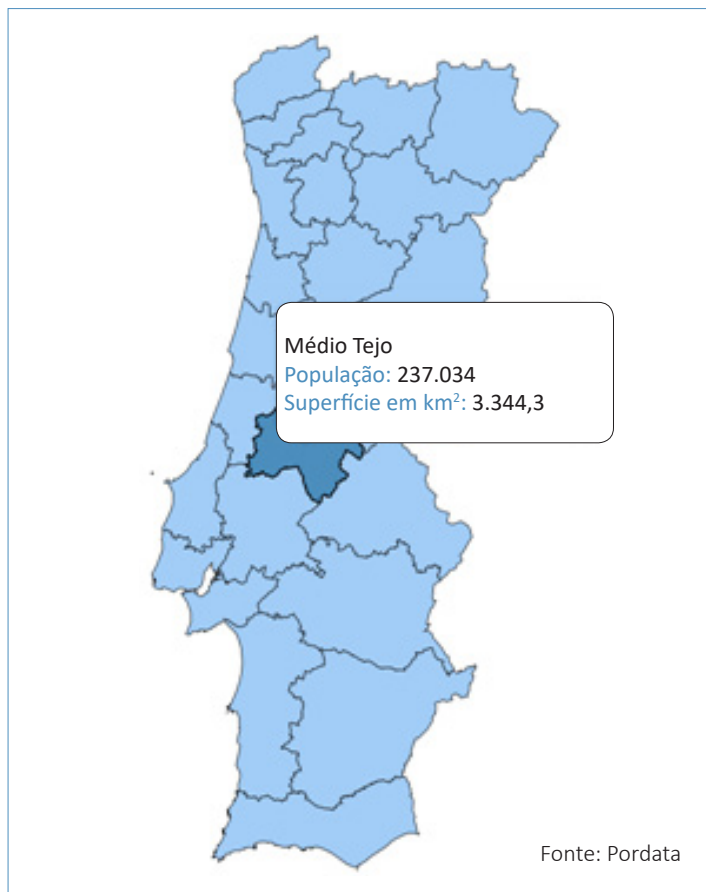 Médio Tejo
População: 237.034
Superfície em km²: 3.344,3
Fonte: Pordata